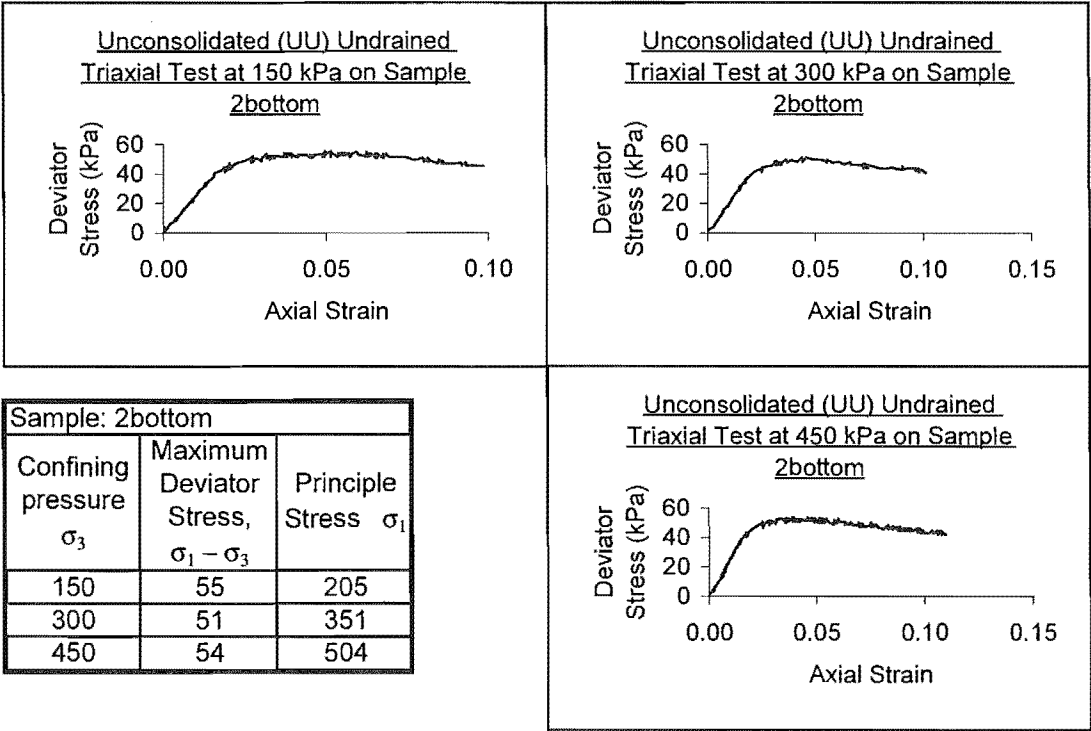 Unconsolidated (UU) Undrained
Triaxial Test at 150 kPa on Sample
2bottom
Deviator
Stress (kPa)
60
40
20
0
0.00 0.05 0.10
Axial Strain
Unconsolidated (UU) Undrained
Triaxial Test at 300 kPa on Sample
2bottom
Deviator
Stress (kPa)
60
40
20
0
0.00 0.05 0.10 0.15
Axial Strain
Sample: 2bottom
Confining
pressure
σ₃
Maximum
Deviator
Stress,
σ₁ – σ₃
Principle
Stress σ₁
150 55 205
300 51 351
450 54 504
Unconsolidated (UU) Undrained
Triaxial Test at 450 kPa on Sample
2bottom
Deviator
Stress (kPa)
60
40
20
0
0.00 0.05 0.10 0.15
Axial Strain